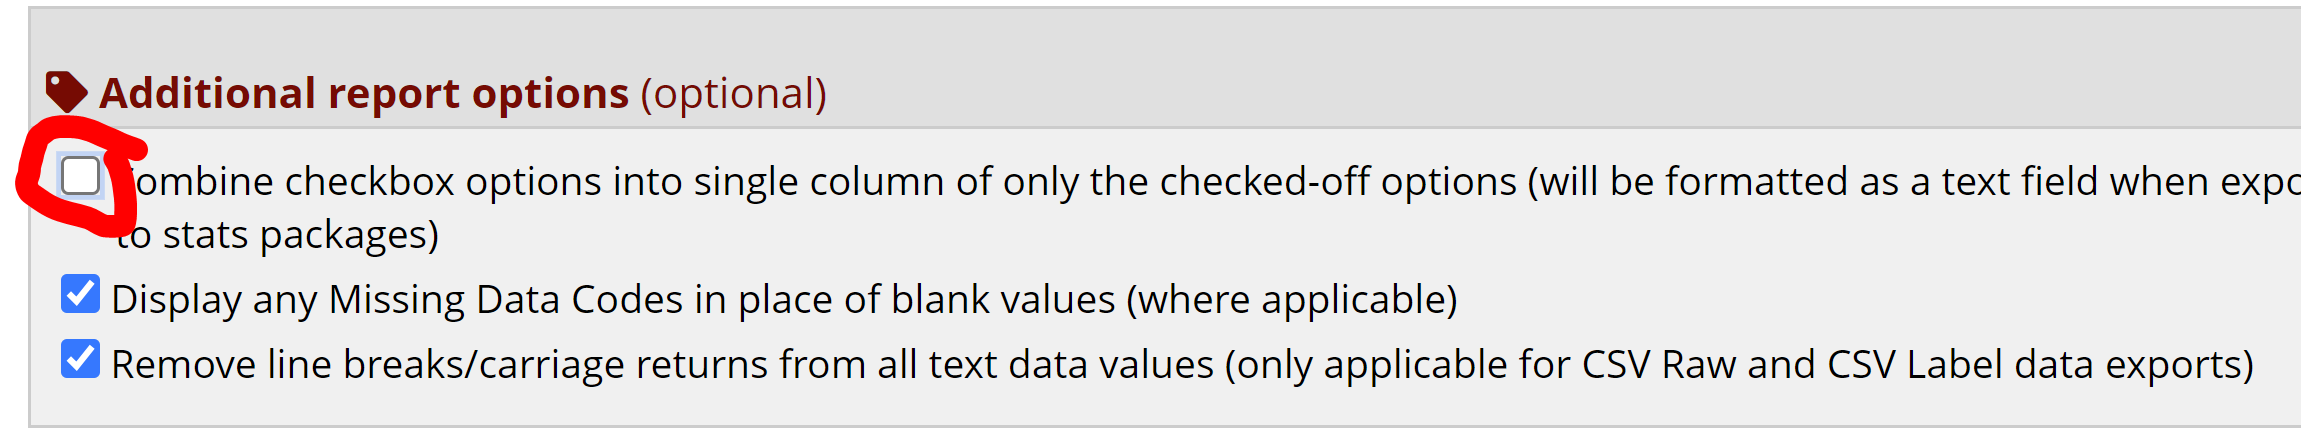 Additional report options (optional)
ombine checkbox options into single column of only the checked-off options (will be formatted as a text field when expo
to stats packages)
Display any Missing Data Codes in place of blank values (where applicable)
Remove line breaks/carriage returns from all text data values (only applicable for CSV Raw and CSV Label data exports)